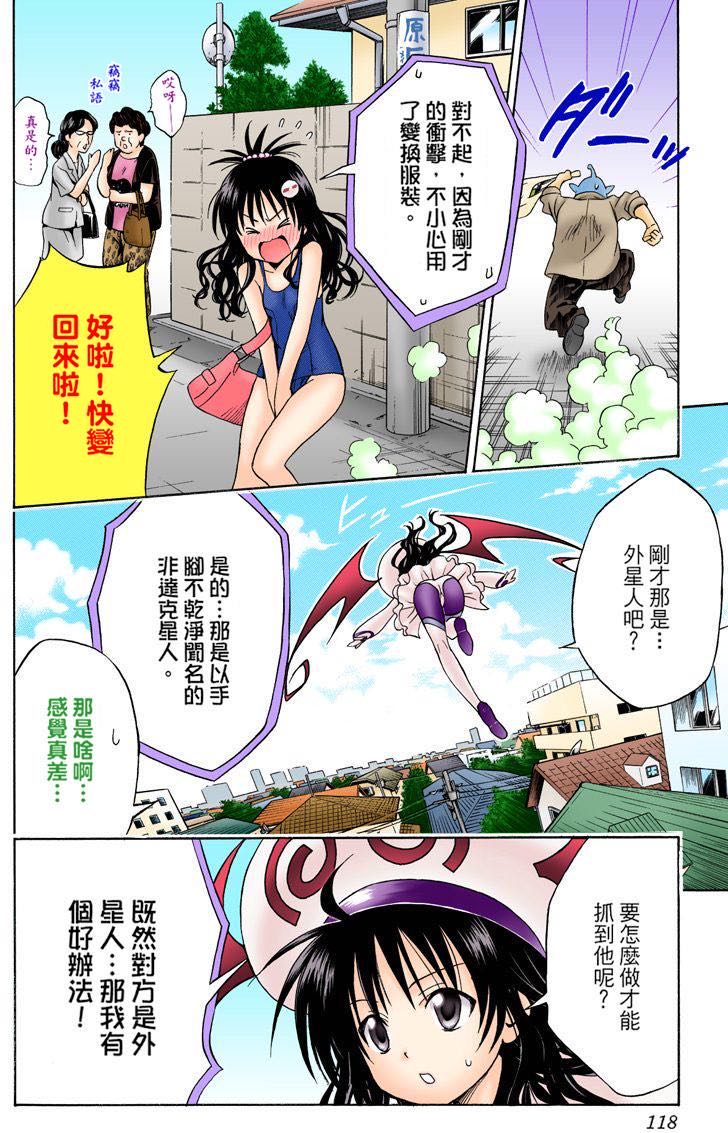 ダーッ
原
對不起，因為剛才
的衝擊，不小心用
了變換服裝。
哎呀——
竊竊
私語
真是的…
好啦！快變
回來啦！
ヒュー
剛才那是…
外星人吧？
是的…那是以手
腳不乾淨聞名的
非達克星人。
那是啥啊…
感覺真差…
要怎麼做才能
抓到他呢？
既然對方是外
星人…那我有
個好辦法！
118